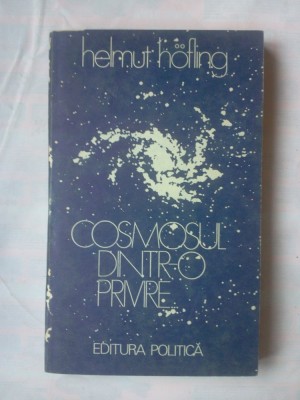 helmut höfling
COSMOSUL
DINTR-O
PRIVIRE...
EDITURA POLITICĂ